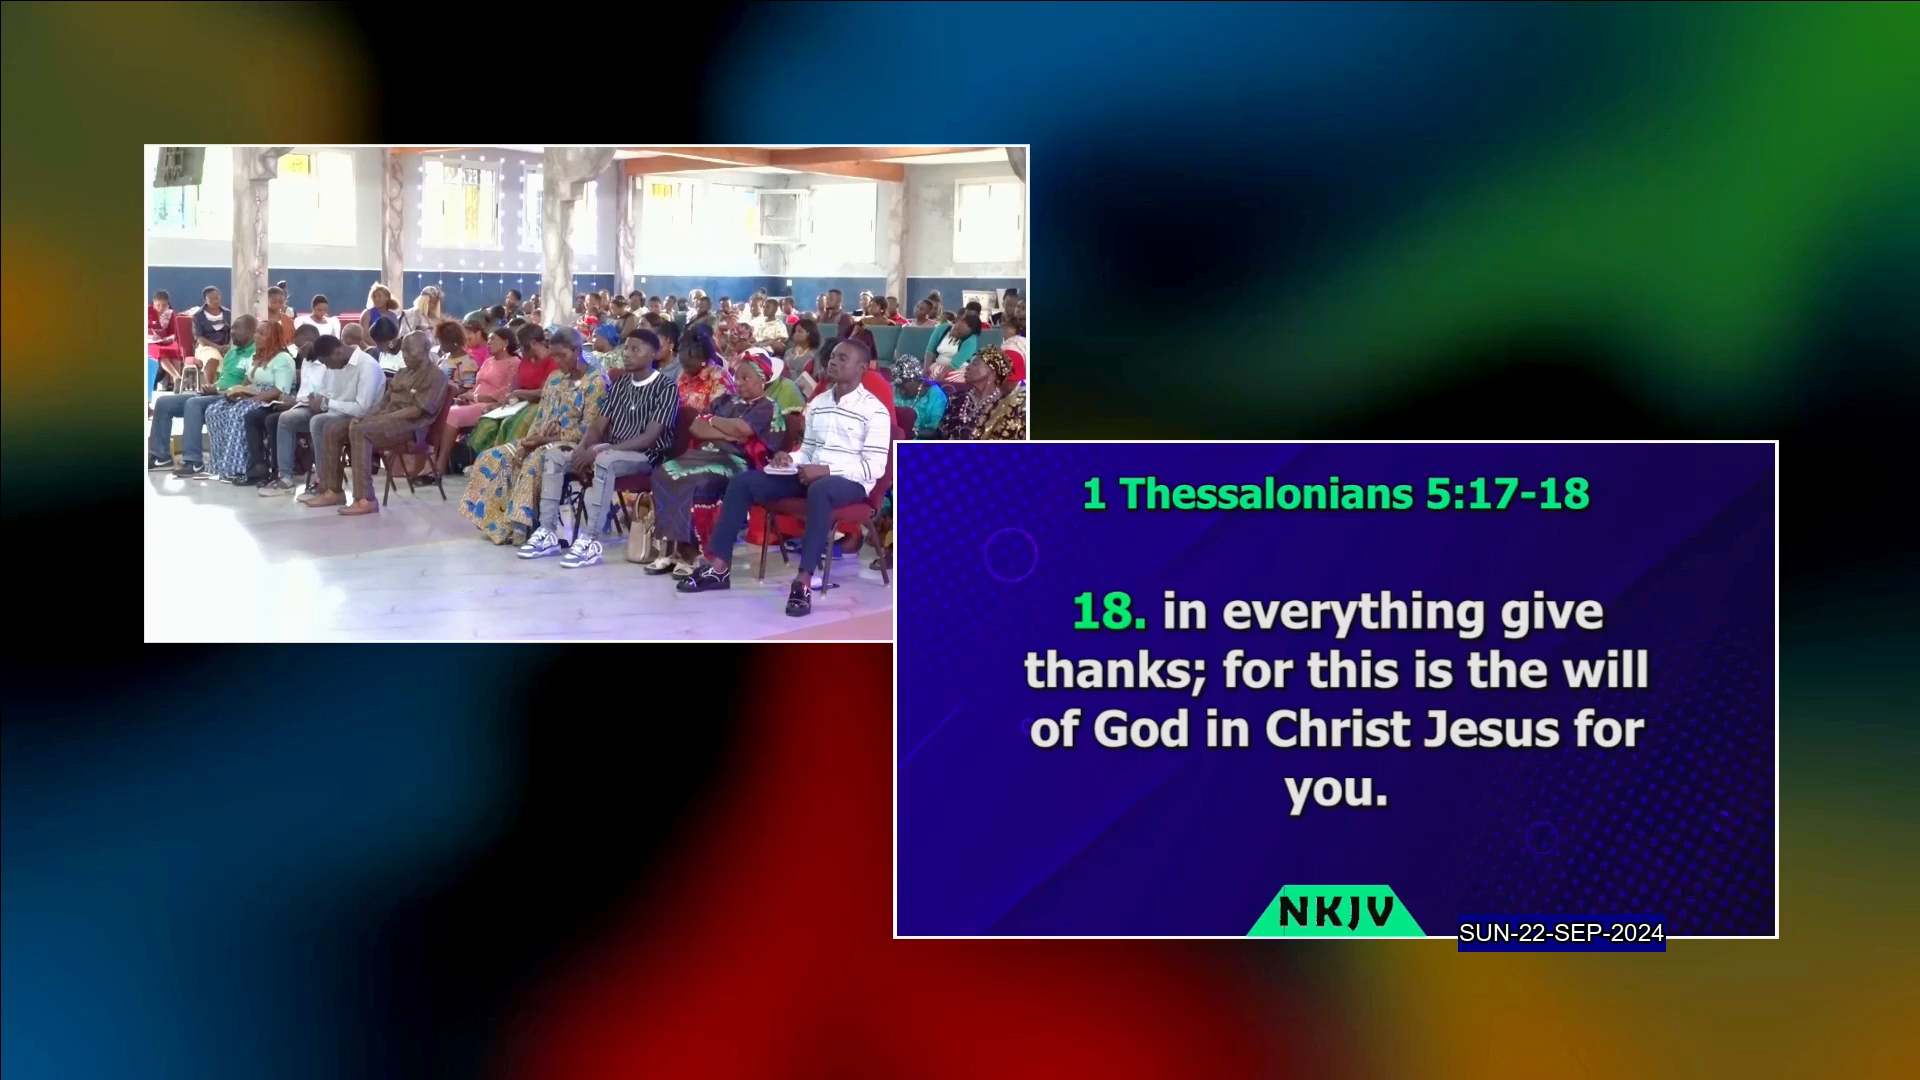 1 Thessalonians 5:17-18
18. in everything give
thanks; for this is the will
of God in Christ Jesus for
you.
NKJV
SUN-22-SEP-2024